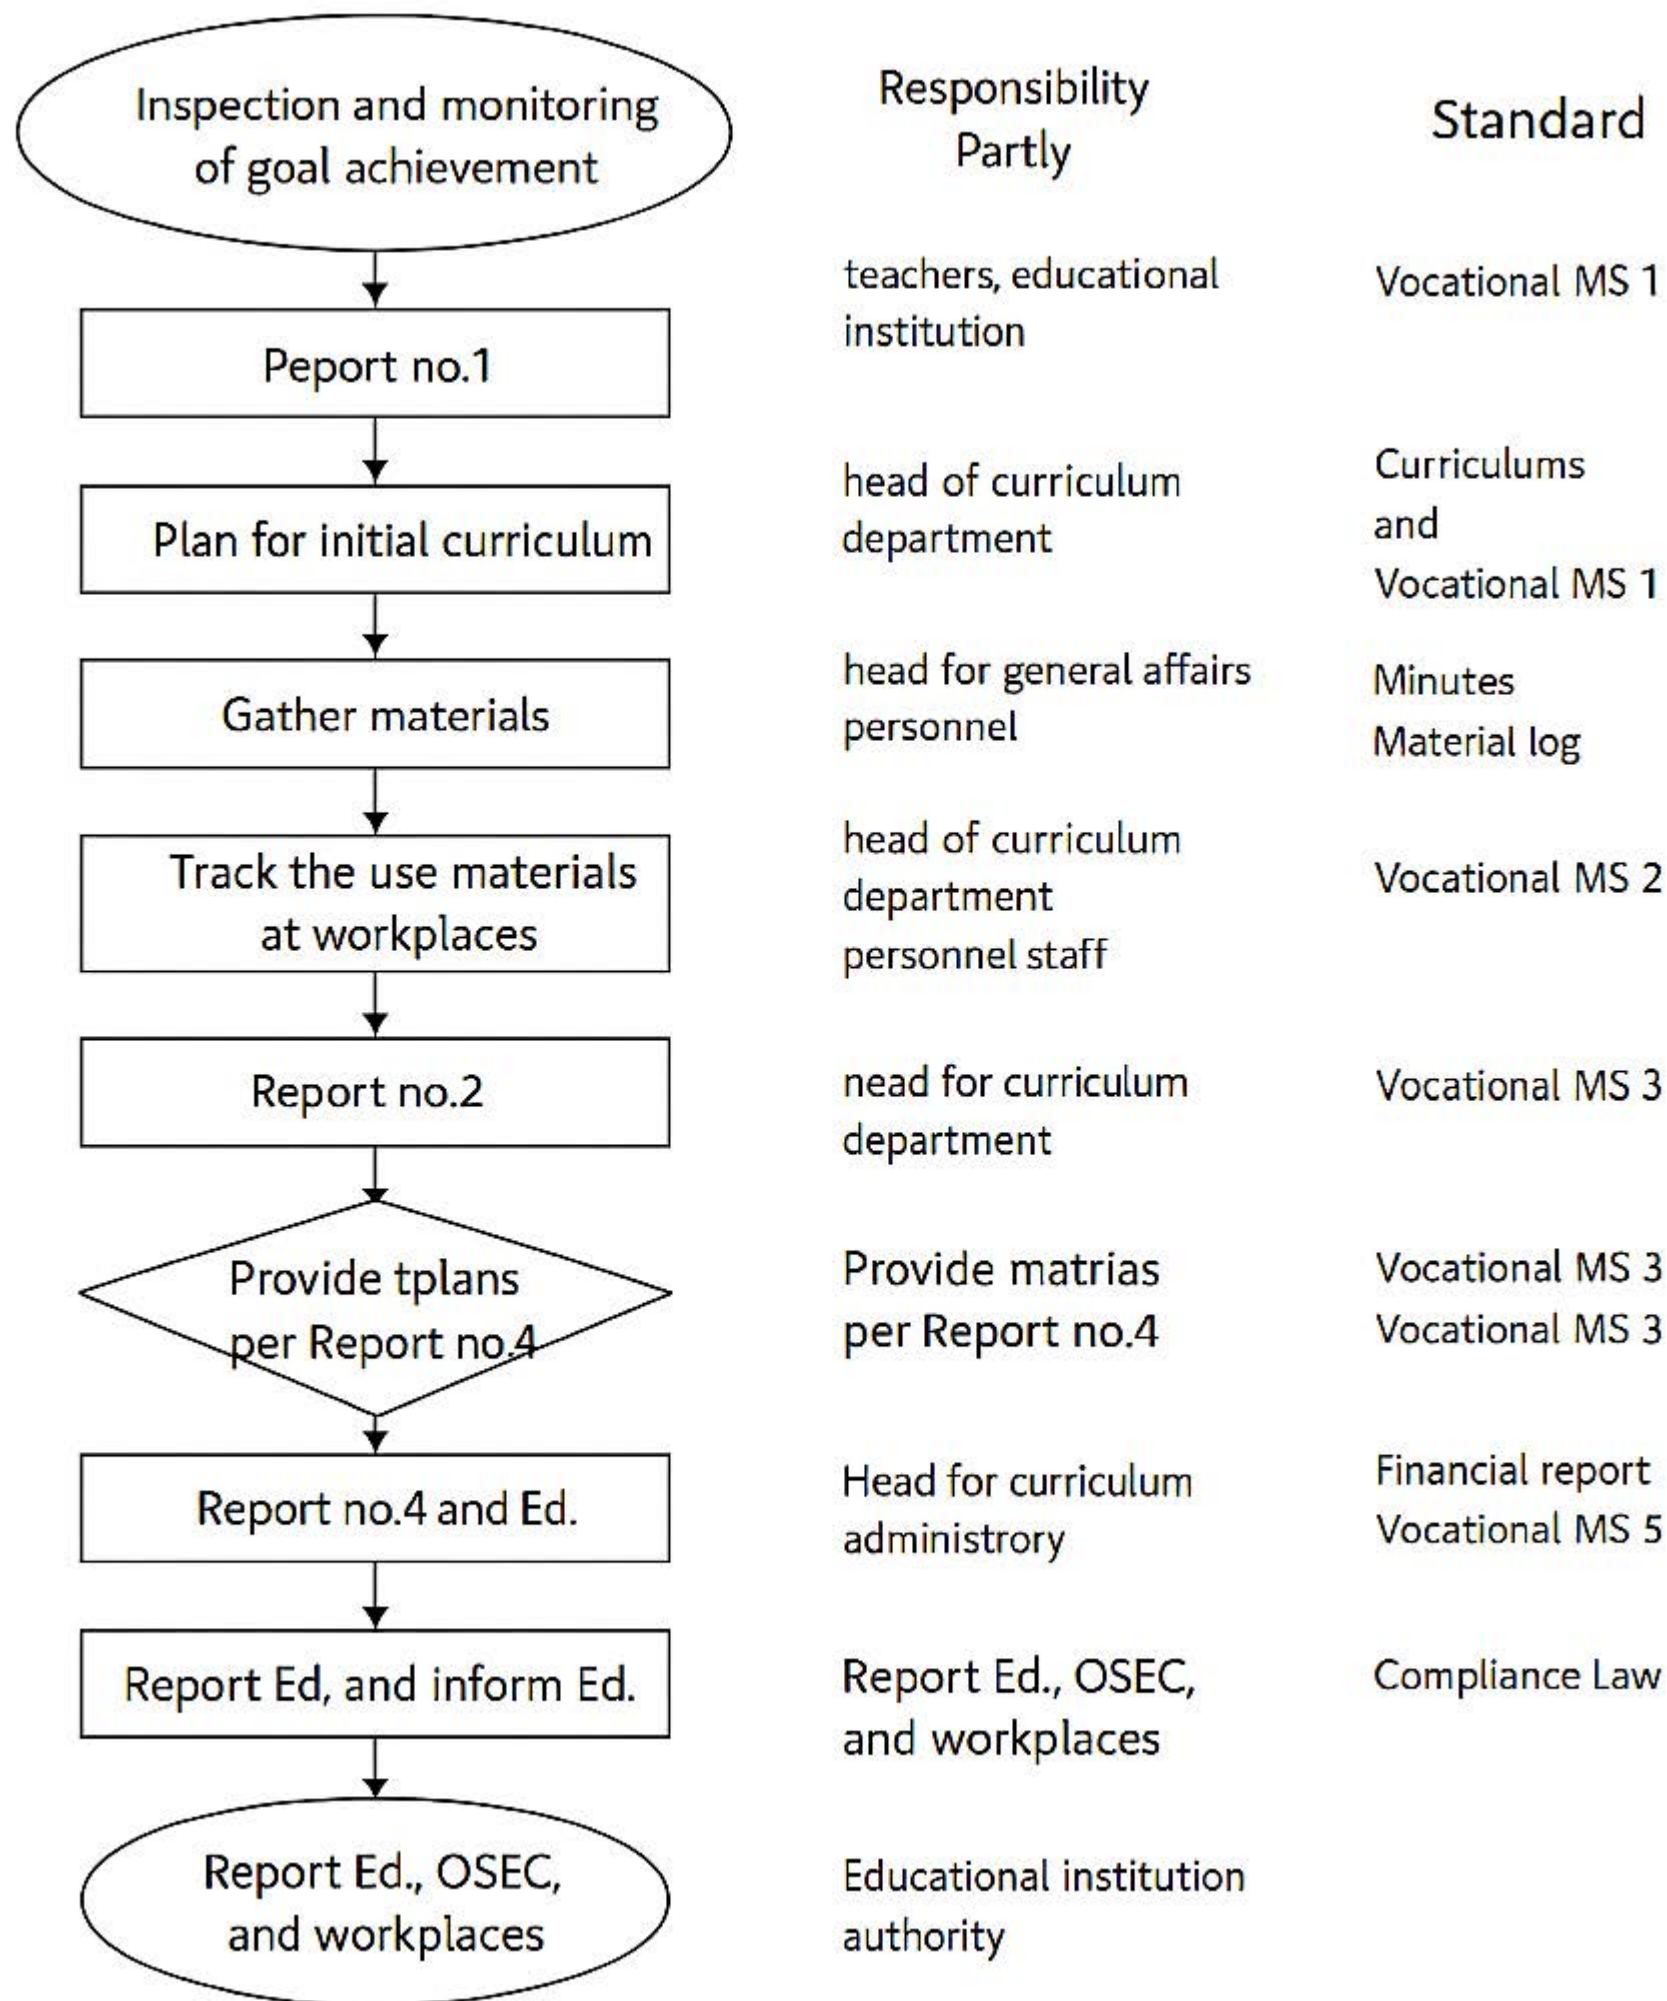 Inspection and monitoring
of goal achievement
Responsibility
Partly
Standard
teachers, educational
institution
Vocational MS 1
Peport no.1
Plan for initial curriculum
head of curriculum
department
Curriculums
and
Vocational MS 1
Gather materials
head for general affairs
personnel
Minutes
Material log
Track the use materials
at workplaces
head of curriculum
department
personnel staff
Vocational MS 2
Report no.2
nead for curriculum
department
Vocational MS 3
Provide tplans
per Report no.4
Provide matrias
per Report no.4
Vocational MS 3
Vocational MS 3
Report no.4 and Ed.
Head for curriculum
administrory
Financial report
Vocational MS 5
Report Ed, and inform Ed.
Report Ed., OSEC,
and workplaces
Compliance Law
Report Ed., OSEC,
and workplaces
Educational institution
authority